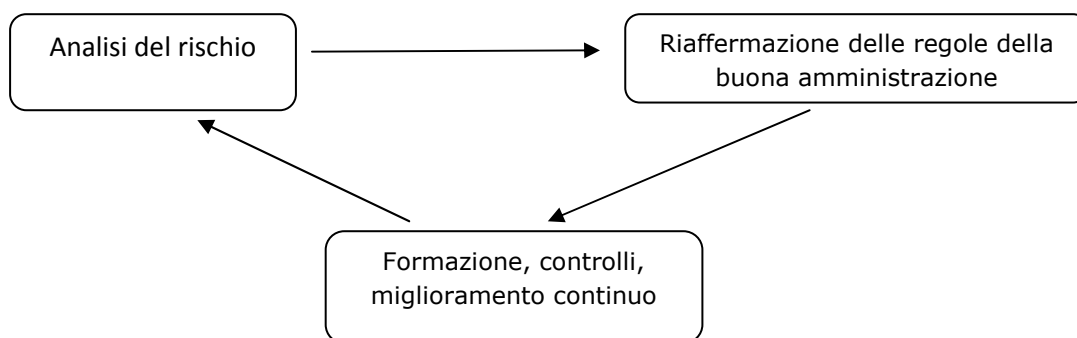 Analisi del rischio
Riaffermazione delle regole della
buona amministrazione
Formazione, controlli,
miglioramento continuo